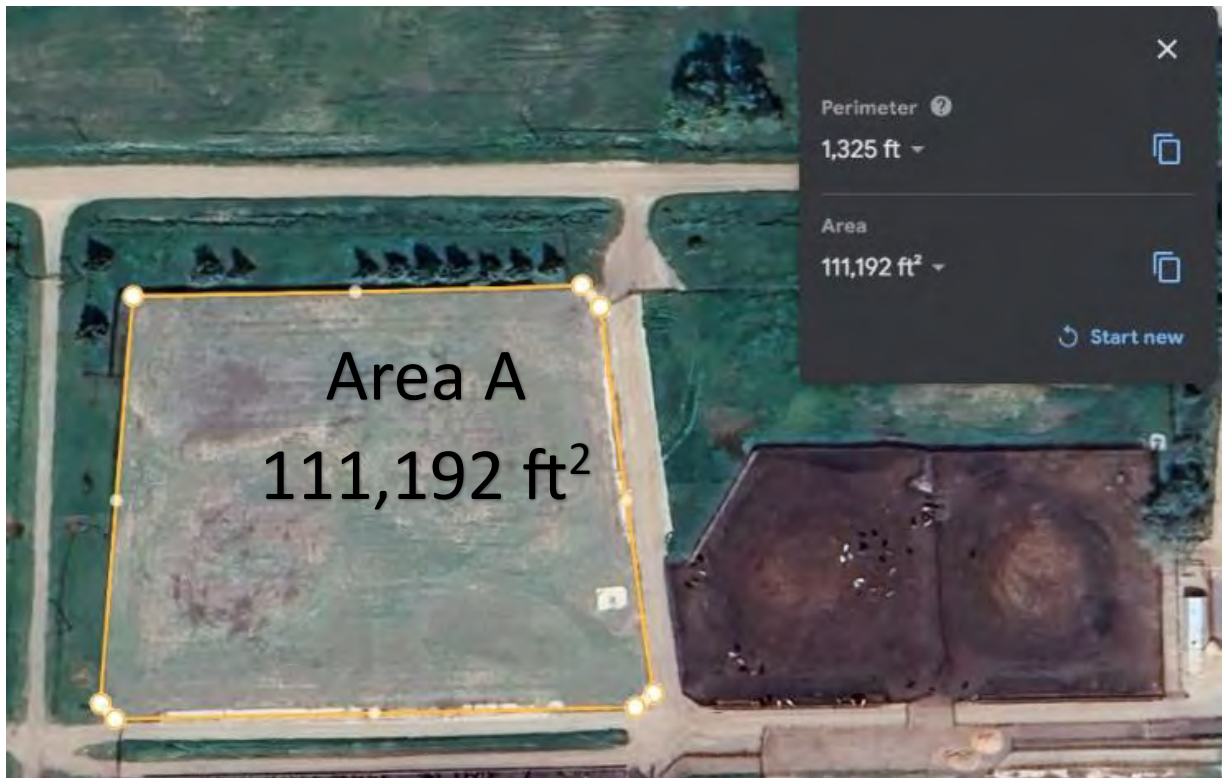 Perimeter
1,325 ft
Area
111,192 ft²
Start new
Area A
111,192 ft²